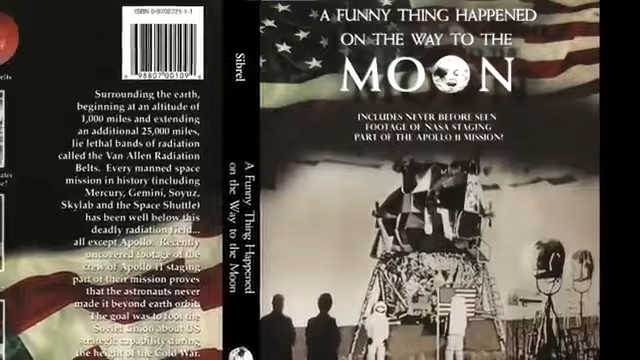 ISBN 0-9702721-1-1
Surrounding the earth,
beginning at an altitude of
1,000 miles and extending
an additional 25,000 miles,
lie lethal bands of radiation
called the Van Allen Radiation
Belts. Every manned space
mission in history (including
Mercury, Gemini, Soyuz,
Skylab and the Space Shuttle)
has been well below this
deadly radiation field...
all except Apollo. Recently
uncovered footage of the
crew of Apollo 11 staging
part of their mission proves
that the astronauts never
made it beyond earth orbit.
The goal was to fool the
Soviet Union about US
strategic capability during
the height of the Cold War.
Sibrel
A Funny Thing Happened
on the Way to the Moon
A FUNNY THING HAPPENED
ON THE WAY TO THE
MOON
INCLUDES NEVER BEFORE SEEN
FOOTAGE OF NASA STAGING
PART OF THE APOLLO 11 MISSION!